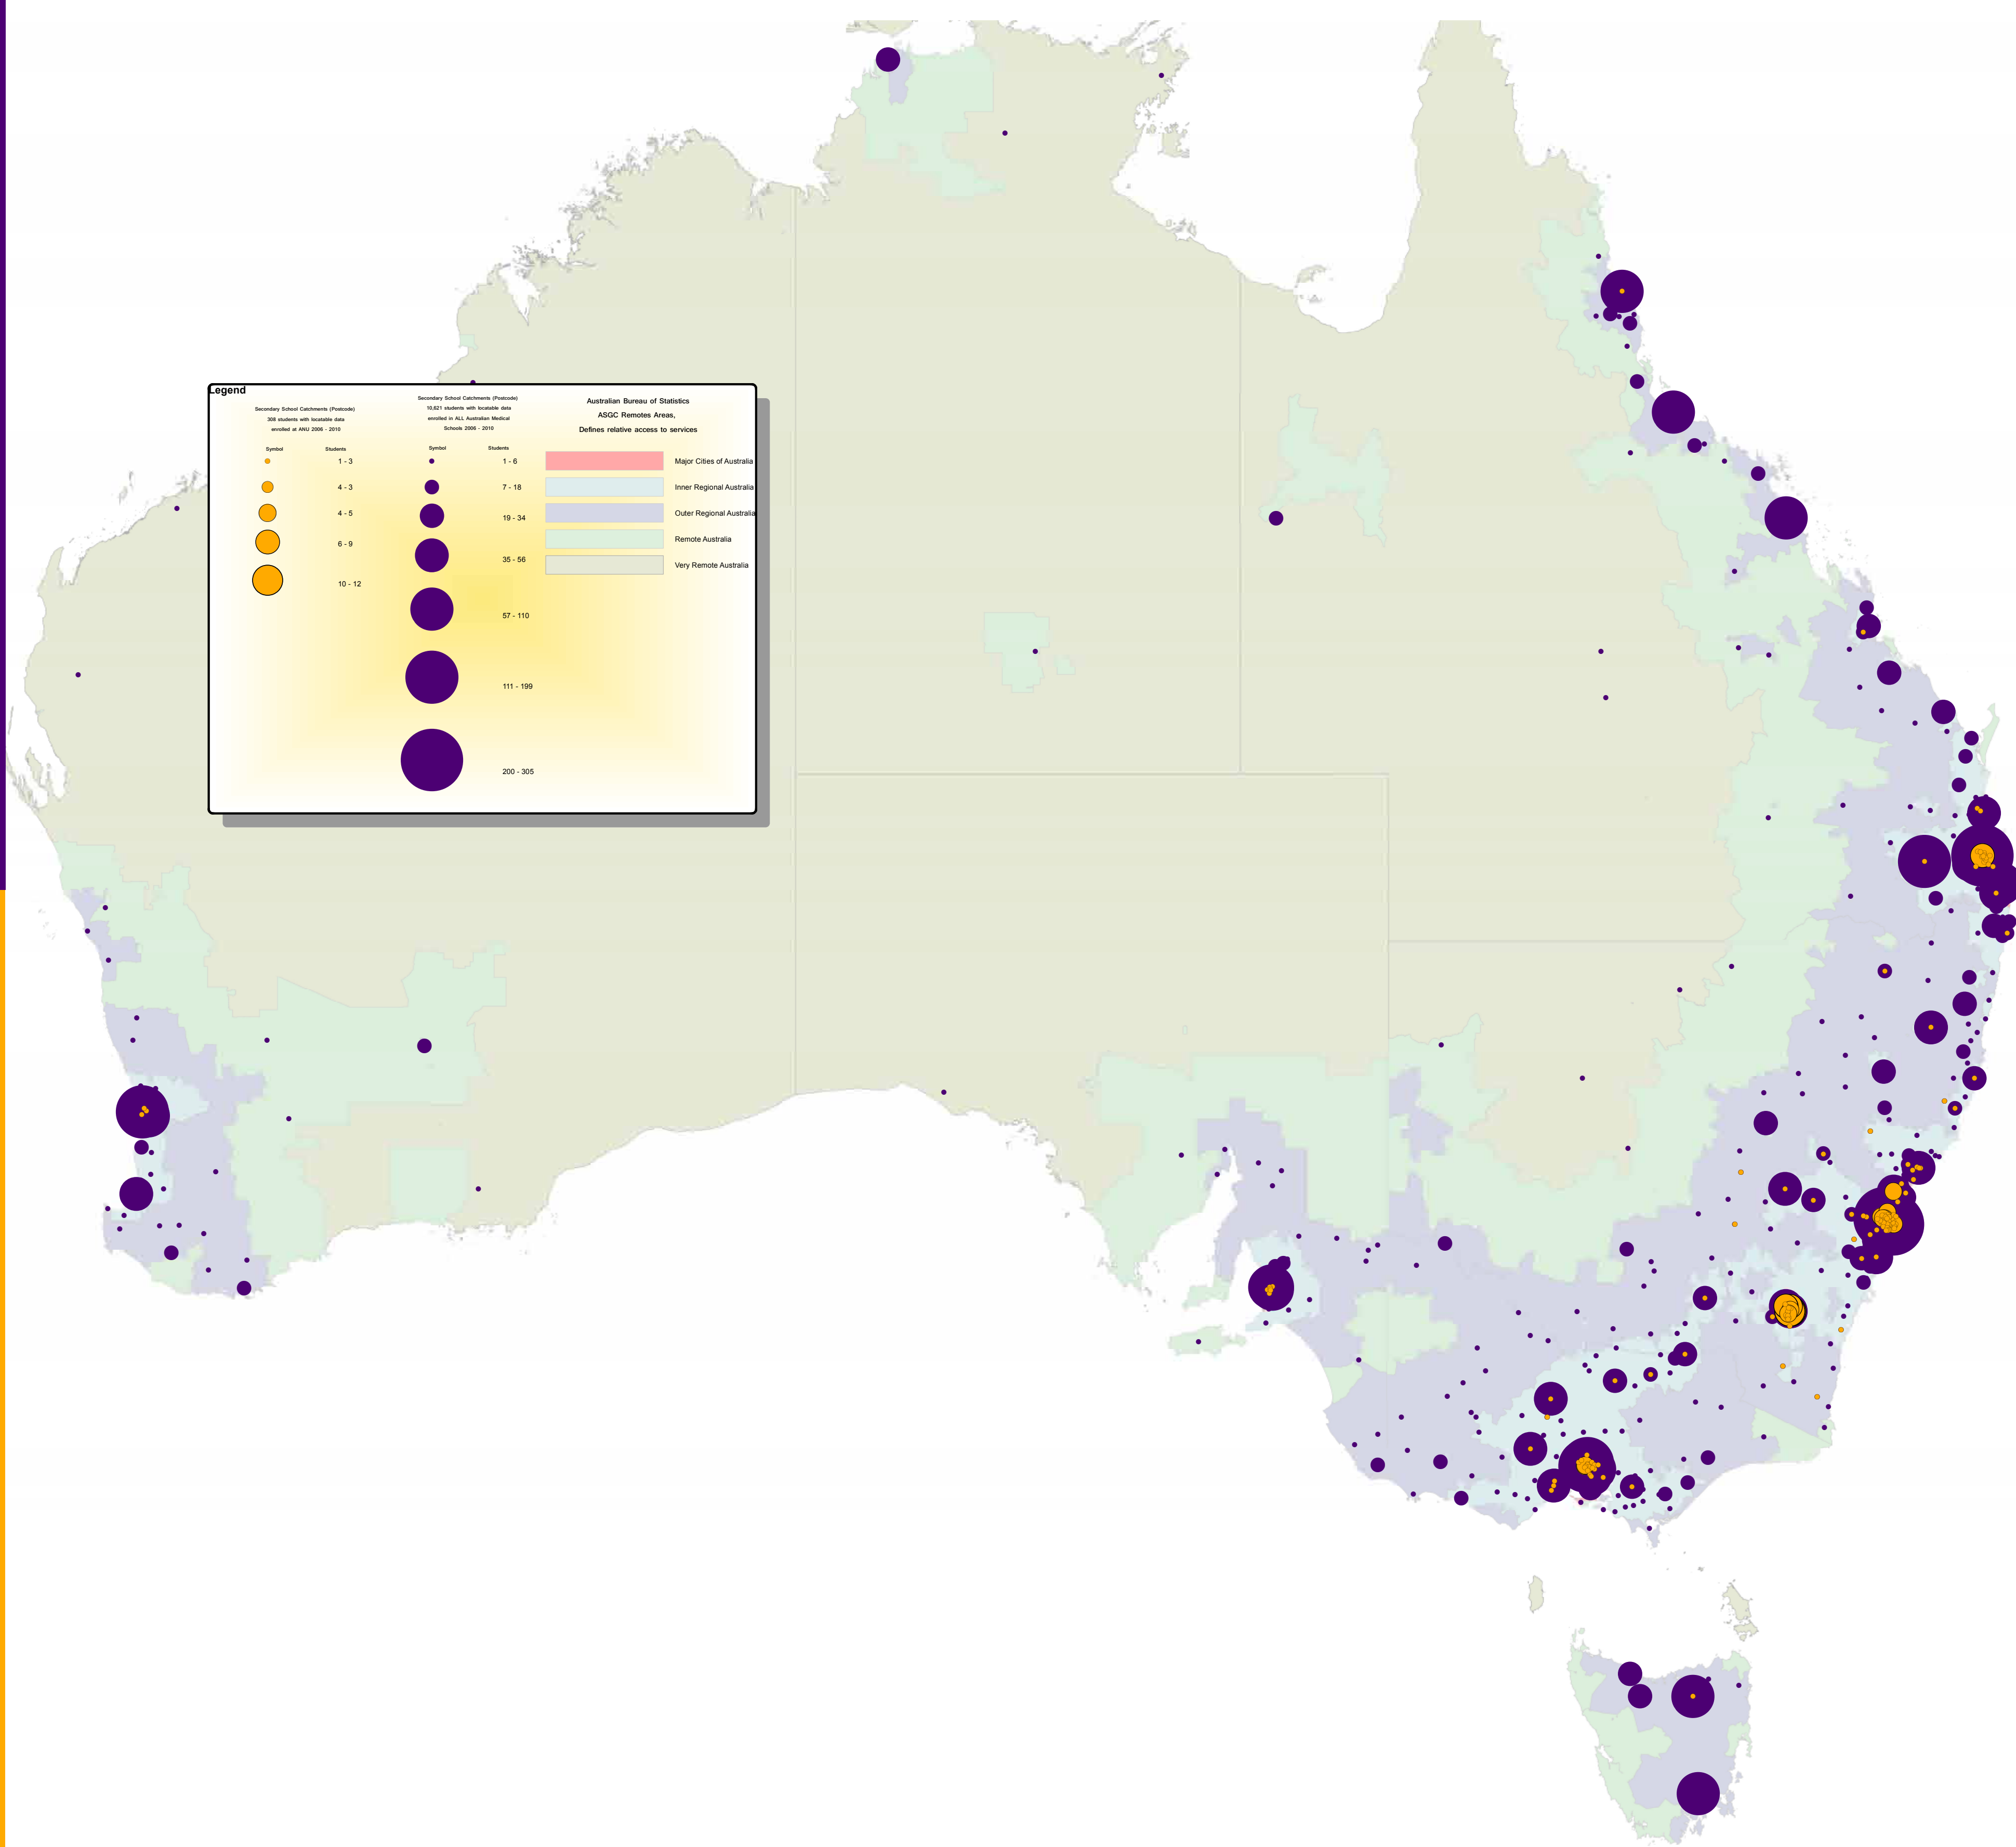 Legend
Secondary School Catchments (Postcode)
308 students with locatable data
enrolled at ANU 2006 - 2010
Symbol Students
1 - 3
4 - 3
4 - 5
6 - 9
10 - 12
Secondary School Catchments (Postcode)
10,621 students with locatable data
enrolled in ALL Australian Medical
Schools 2006 - 2010
Symbol Students
1 - 6
7 - 18
19 - 34
35 - 56
57 - 110
111 - 199
200 - 305
Australian Bureau of Statistics
ASGC Remotes Areas,
Defines relative access to services
Major Cities of Australia
Inner Regional Australia
Outer Regional Australia
Remote Australia
Very Remote Australia